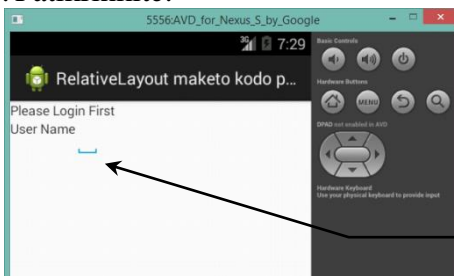 5556:AVD_for_Nexus_S_by_Google
3G 7:29
RelativeLayout maketo kodo p...
Please Login First
User Name
Basic Controls
Hardware Buttons
MENU
DPAD not enabled in AVD
Hardware Keyboard
Use your physical keyboard to provide input